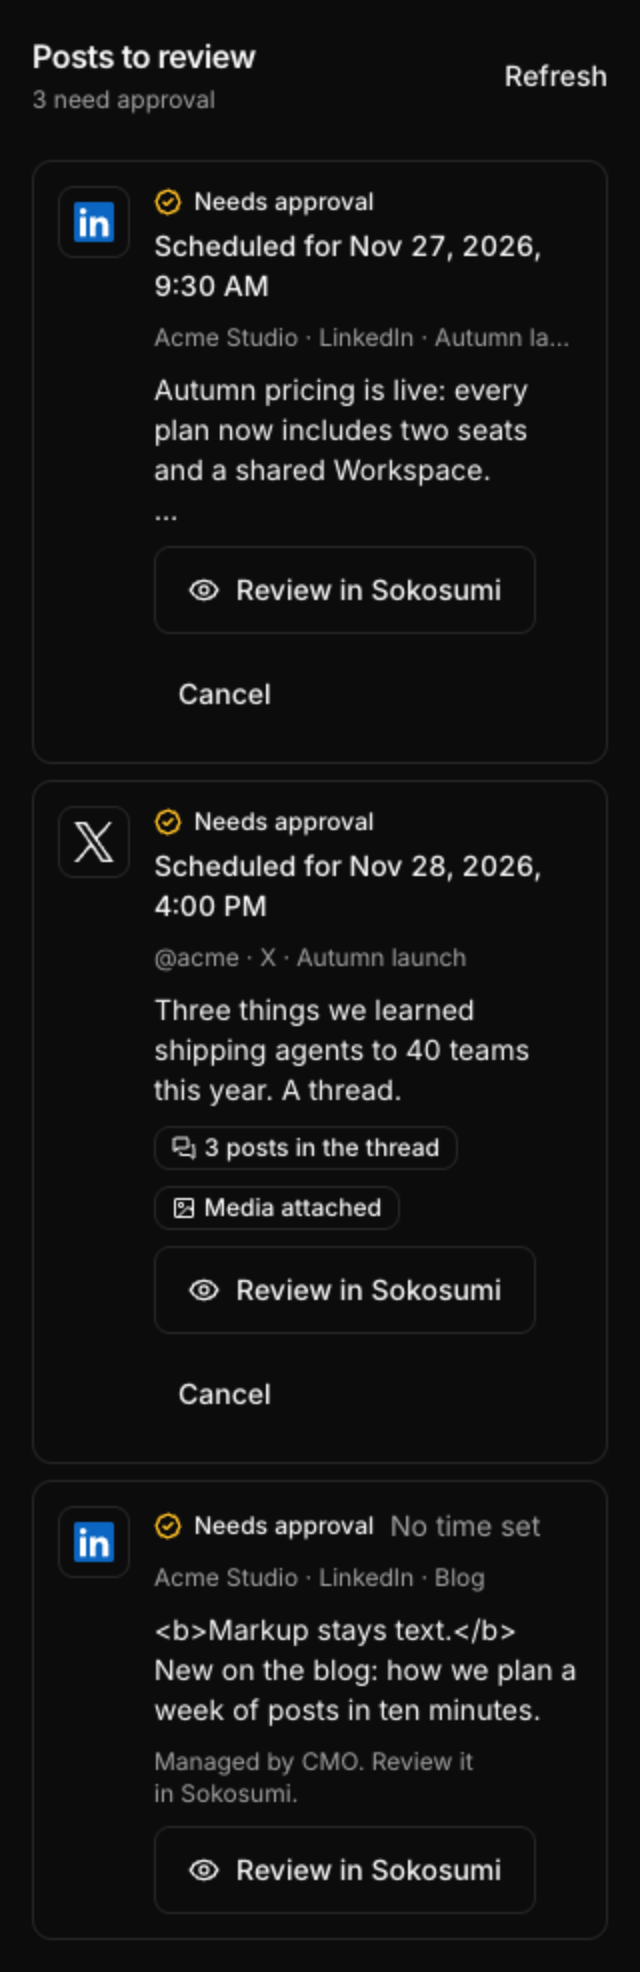 Posts to review
3 need approval
Refresh
in
Needs approval
Scheduled for Nov 27, 2026,
9:30 AM
Acme Studio · LinkedIn · Autumn la...
Autumn pricing is live: every
plan now includes two seats
and a shared Workspace.
...
Review in Sokosumi
Cancel
X
Needs approval
Scheduled for Nov 28, 2026,
4:00 PM
@acme · X · Autumn launch
Three things we learned
shipping agents to 40 teams
this year. A thread.
3 posts in the thread
Media attached
Review in Sokosumi
Cancel
in
Needs approval No time set
Acme Studio · LinkedIn · Blog
<b>Markup stays text.</b>
New on the blog: how we plan a
week of posts in ten minutes.
Managed by CMO. Review it
in Sokosumi.
Review in Sokosumi